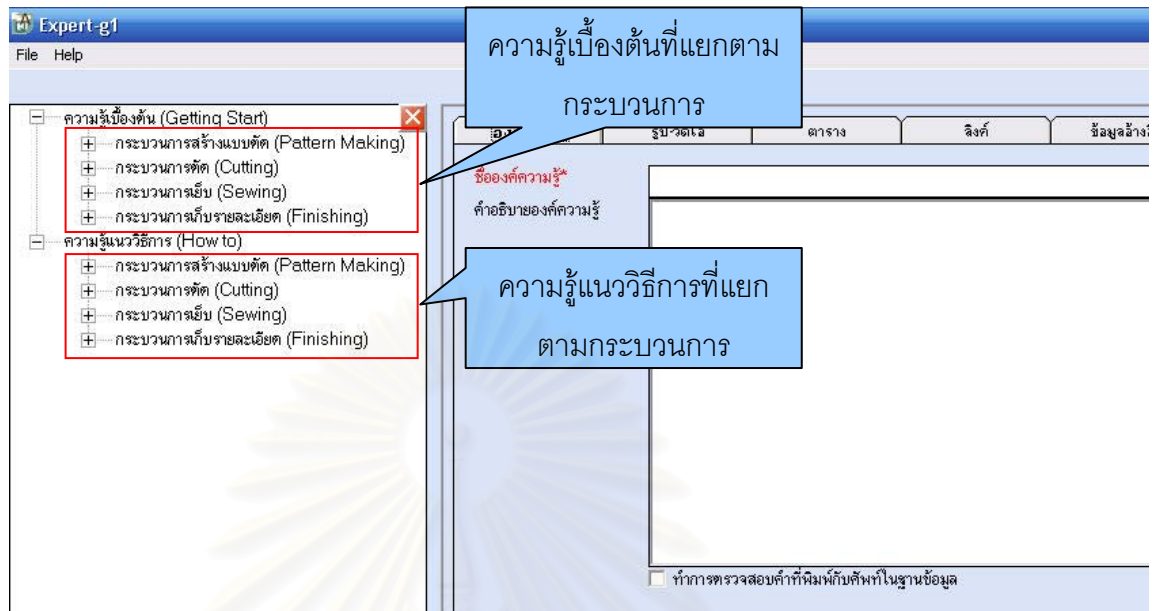 Expert-g1
File Help
ความรู้เบื้องต้นที่แยกตาม
กระบวนการ
ความรู้เบื้องต้น (Getting Start)
กระบวนการสร้างแบบตัด (Pattern Making)
กระบวนการตัด (Cutting)
กระบวนการเย็บ (Sewing)
กระบวนการเก็บรายละเอียด (Finishing)
ความรู้แนววิธีการ (How to)
กระบวนการสร้างแบบตัด (Pattern Making)
กระบวนการตัด (Cutting)
กระบวนการเย็บ (Sewing)
กระบวนการเก็บรายละเอียด (Finishing)
ตาราง ลิงค์
ชื่อองค์ความรู้*
คำอธิบายองค์ความรู้
ความรู้แนววิธีการที่แยก
ตามกระบวนการ
ทำการตรวจสอบคำที่พิมพ์กับศัพท์ในฐานข้อมูล